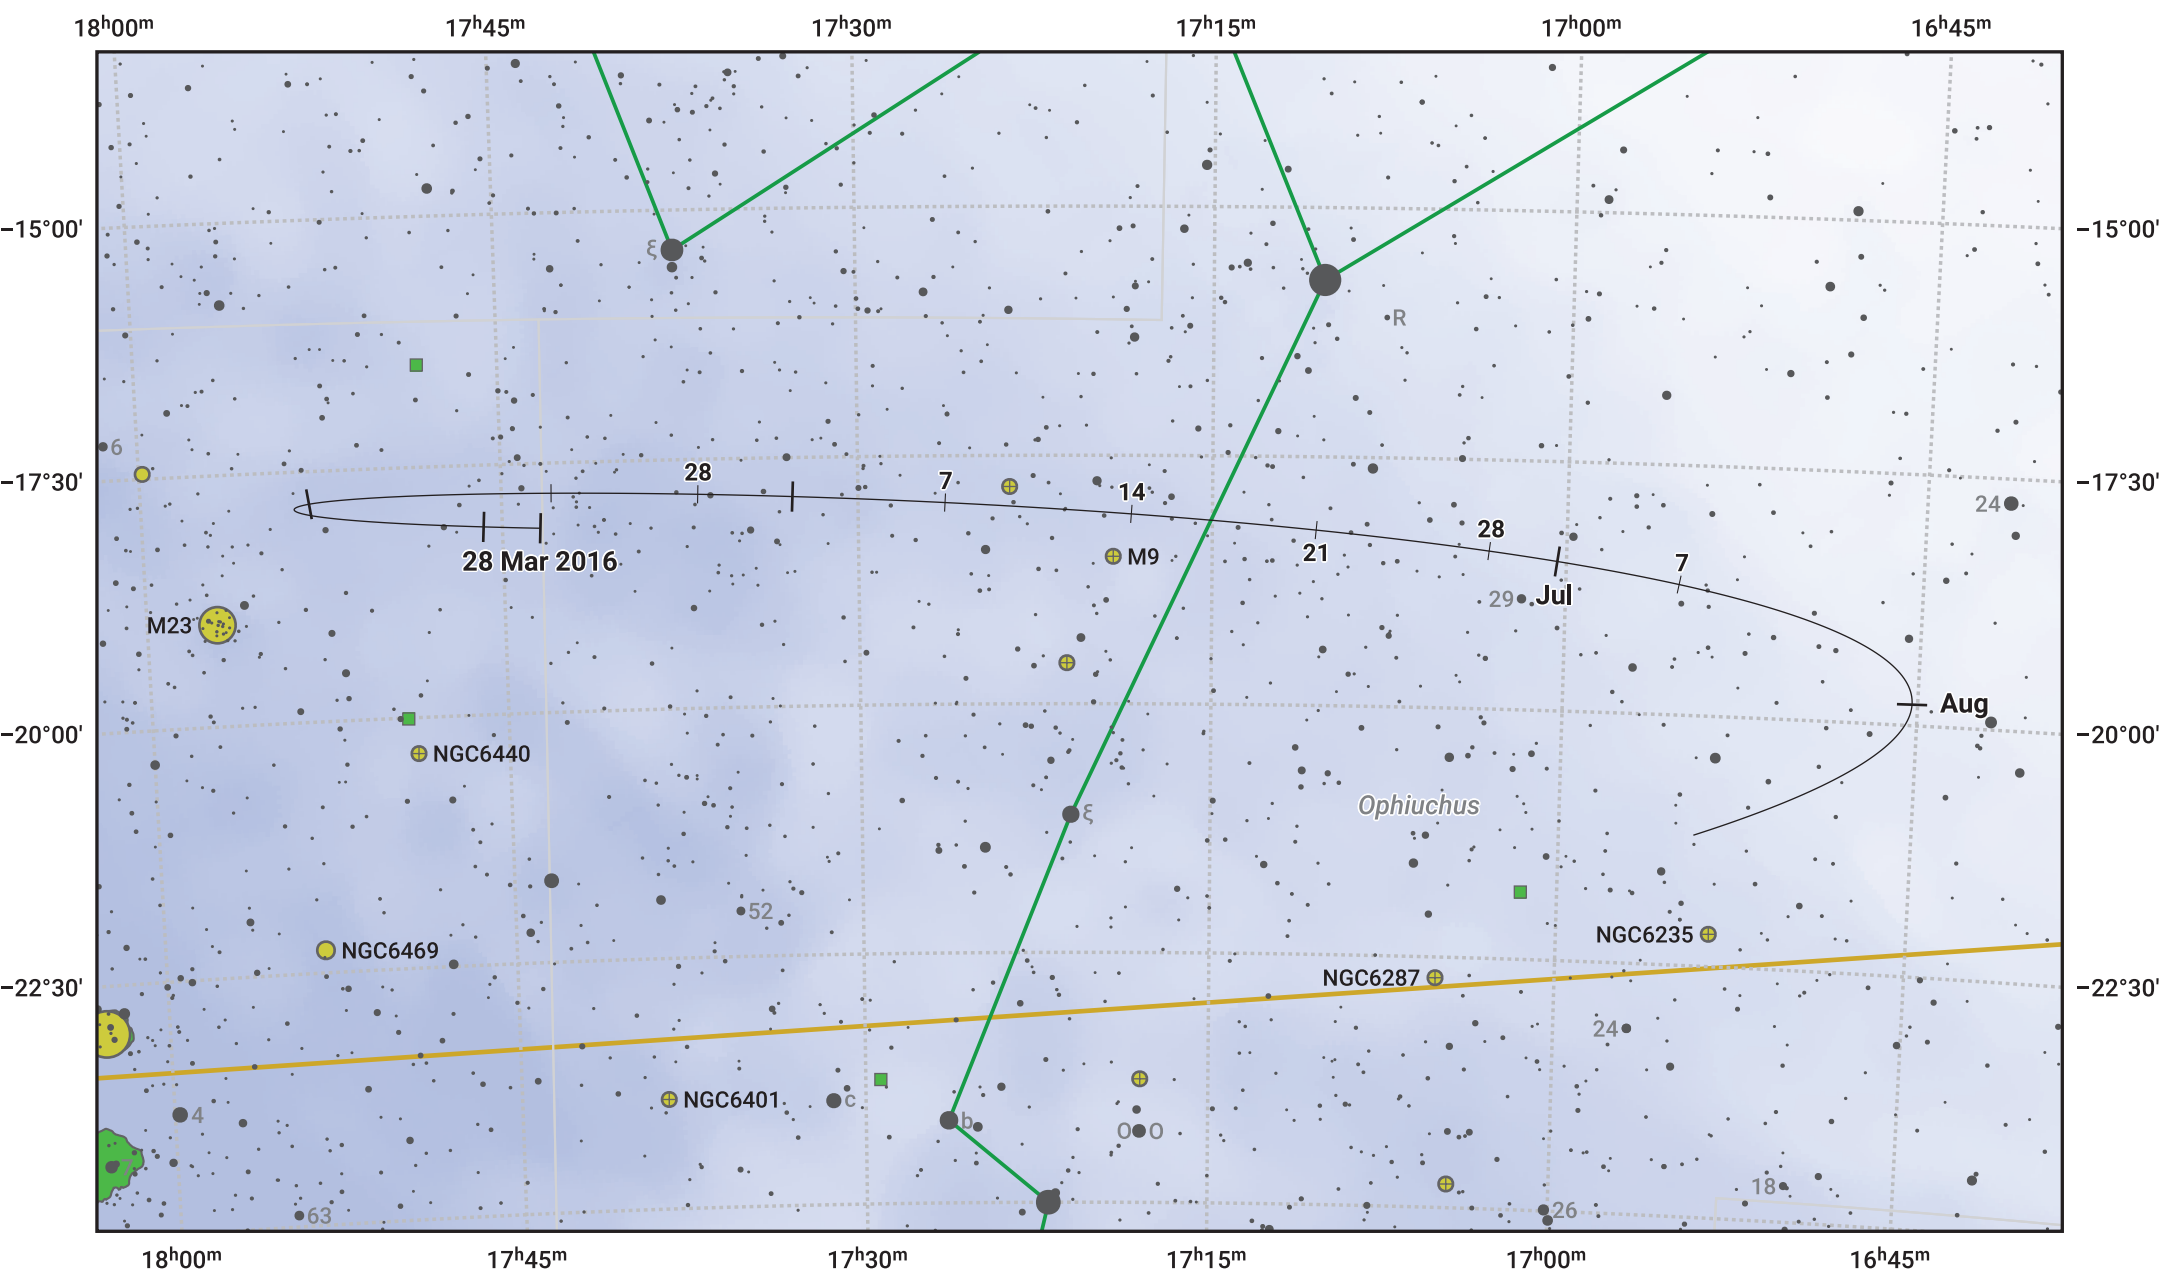 18ʰ00ᵐ 17ʰ45ᵐ 17ʰ30ᵐ 17ʰ15ᵐ 17ʰ00ᵐ 16ʰ45ᵐ
−15°00' −15°00'
ξ
R
6
−17°30' −17°30'
28
7
14
24
28 Mar 2016
M9
21
28
7
29 Jul
M23
−20°00' −20°00'
Aug
NGC6440
ξ
Ophiuchus
52
NGC6469
NGC6235
NGC6287
−22°30' −22°30'
24
NGC6401
c
4
b
O O
7
18
63
26
18ʰ00ᵐ 17ʰ45ᵐ 17ʰ30ᵐ 17ʰ15ᵐ 17ʰ00ᵐ 16ʰ45ᵐ